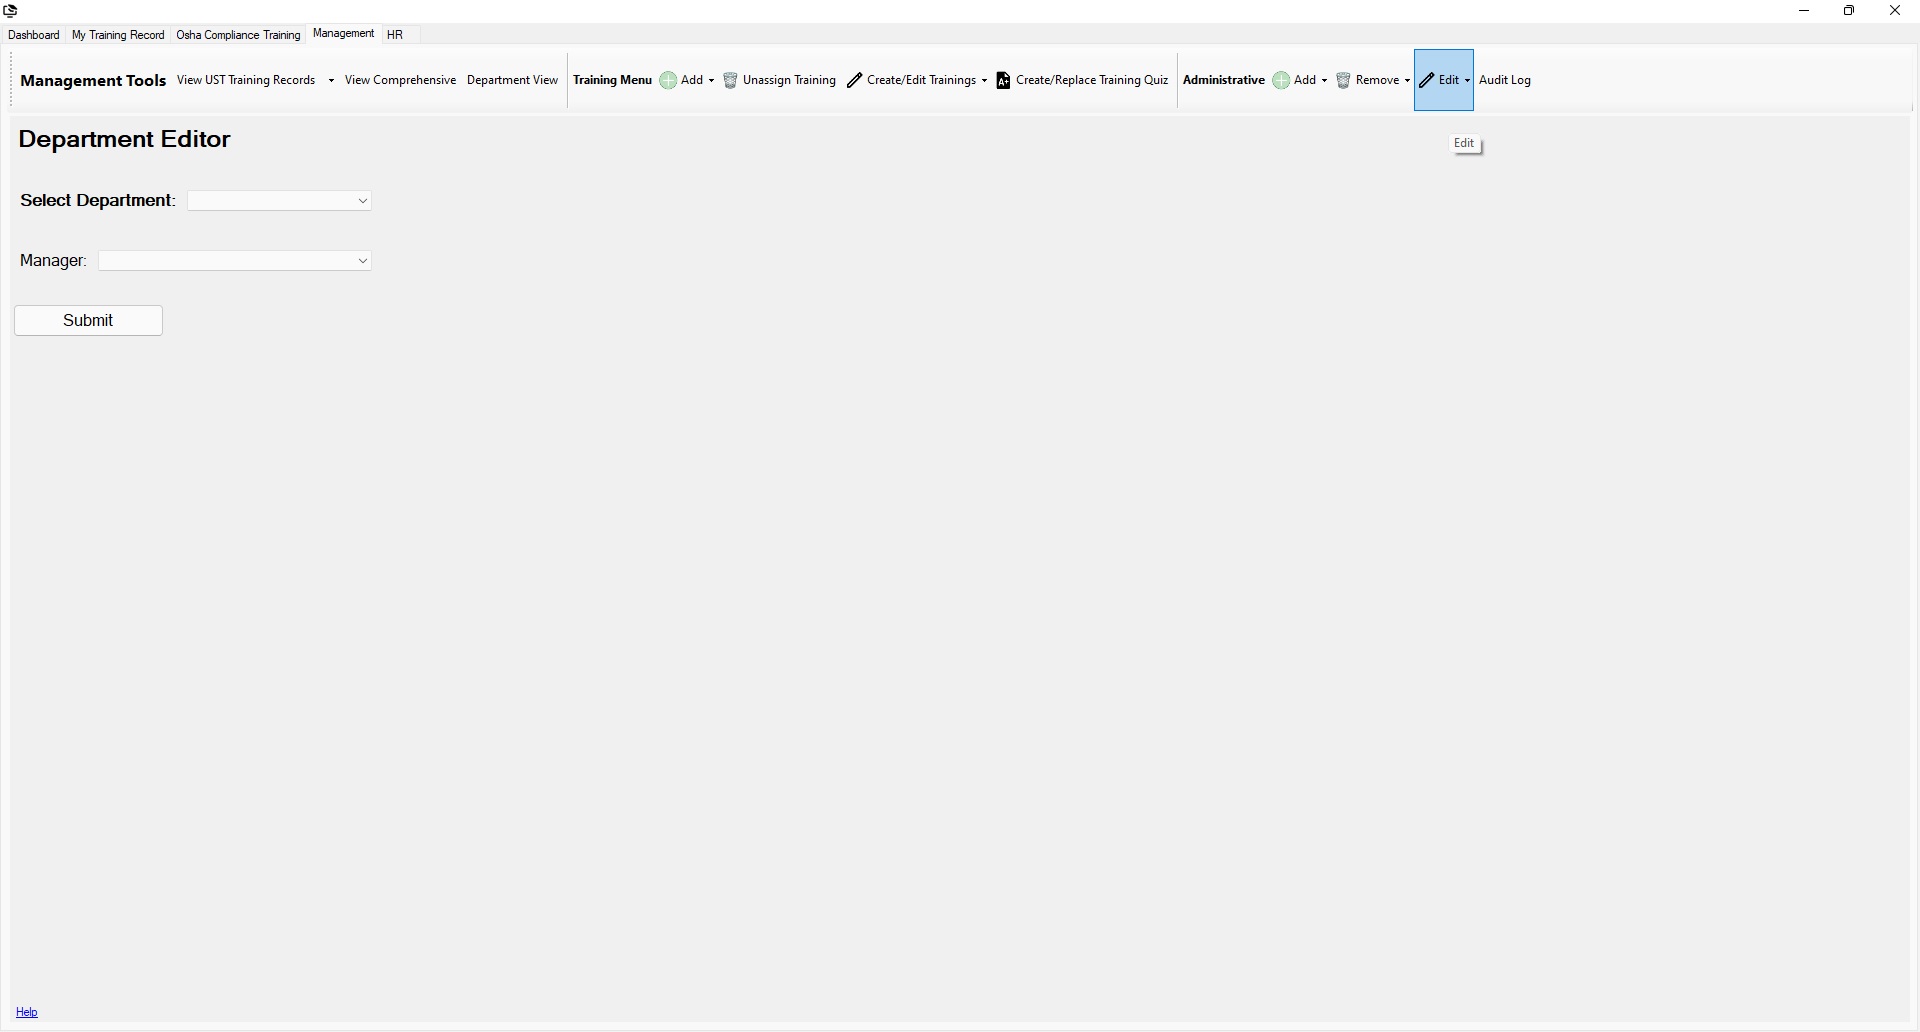 Dashboard My Training Record Osha Compliance Training Management HR
Management Tools View UST Training Records View Comprehensive Department View Training Menu Add Unassign Training Create/Edit Trainings Create/Replace Training Quiz Administrative Add Remove Edit Audit Log
Department Editor
Edit
Select Department:
Manager:
Submit
Help